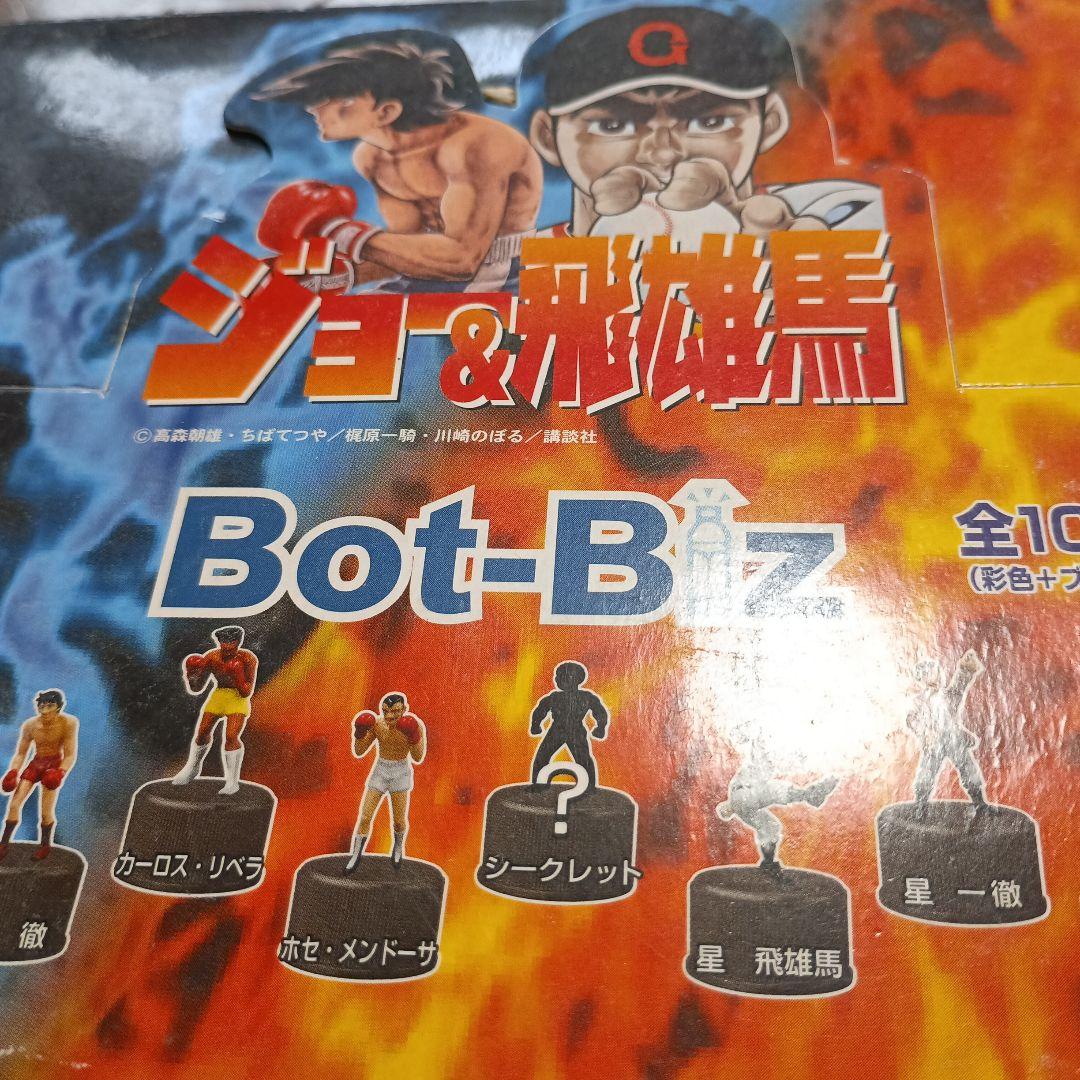 G
ジョー&飛雄馬
©高森朝雄・ちばてつや／梶原一騎・川崎のぼる／講談社
Bot-Biz
全10
(彩色+ブ
徹
カーロス・リベラ
ホセ・メンドーサ
?
シークレット
星 飛雄馬
星 一徹